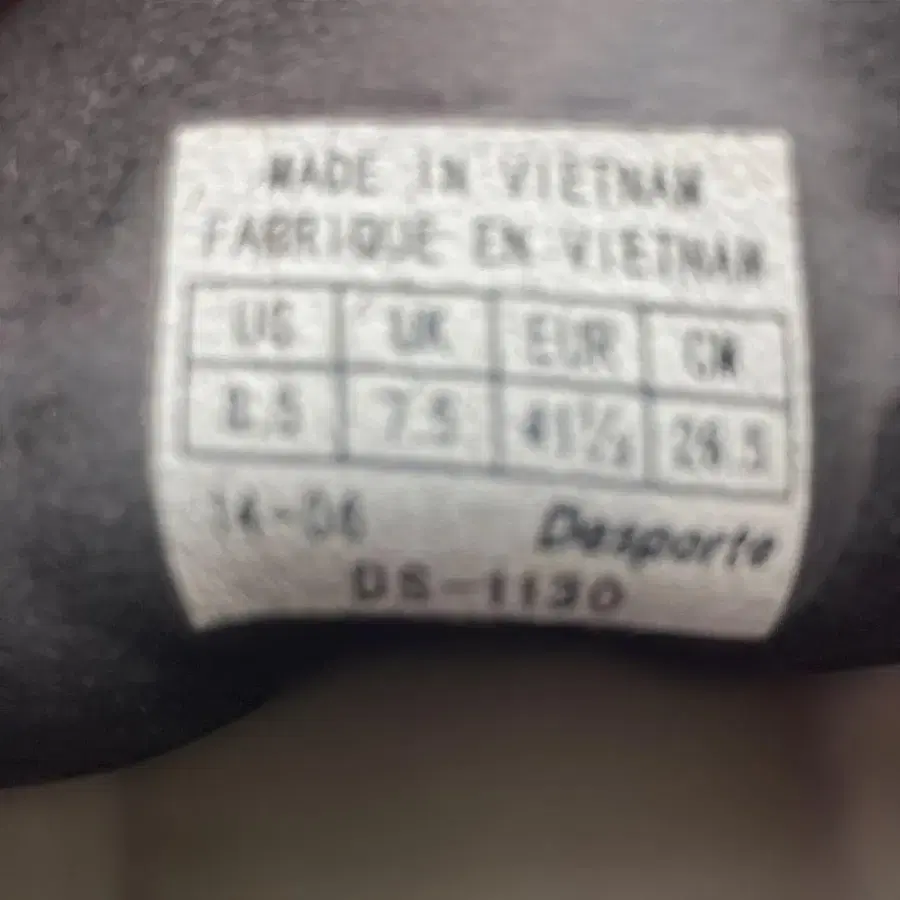 MADE IN VIETNAM
FABRIQUE EN VIETNAM
US UK EUR CM
8.5 7.5 41½ 26.5
14-06 Desporte
DS-1130